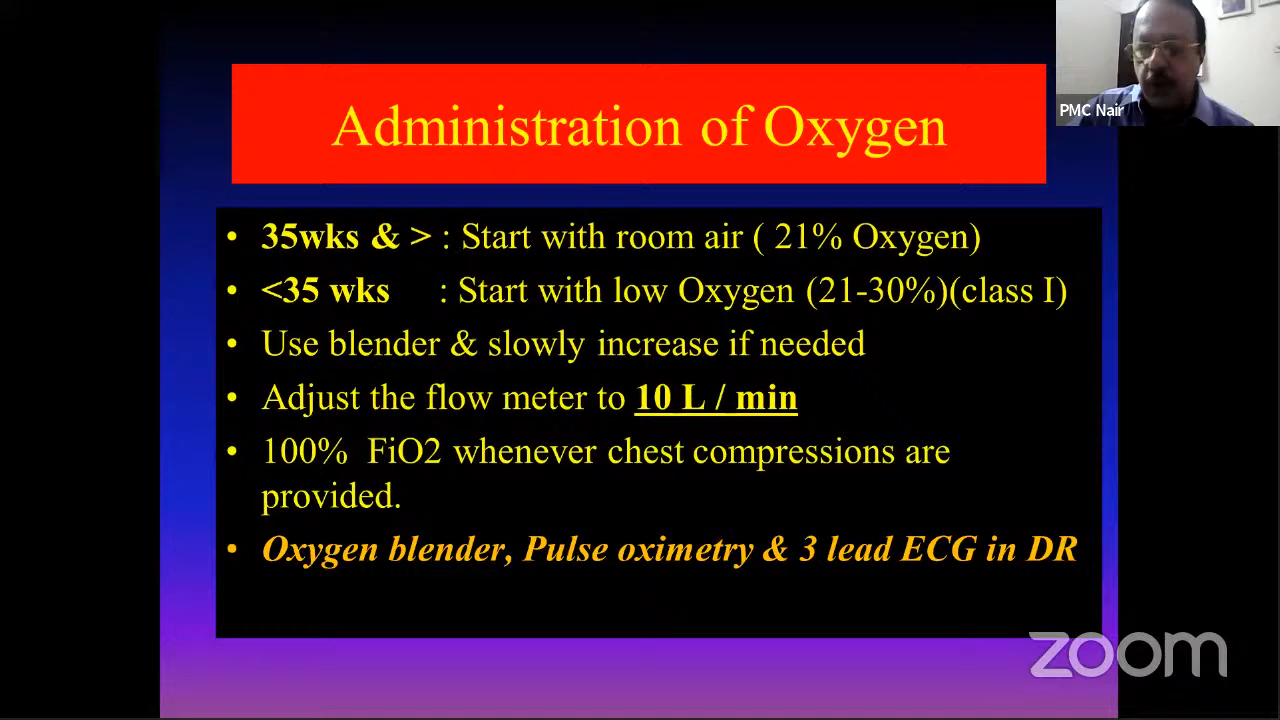 PMC Nair
Administration of Oxygen
• 35wks & > : Start with room air ( 21% Oxygen)
• <35 wks : Start with low Oxygen (21-30%)(class I)
• Use blender & slowly increase if needed
• Adjust the flow meter to 10 L / min
• 100% FiO2 whenever chest compressions are
provided.
• Oxygen blender, Pulse oximetry & 3 lead ECG in DR
zoom